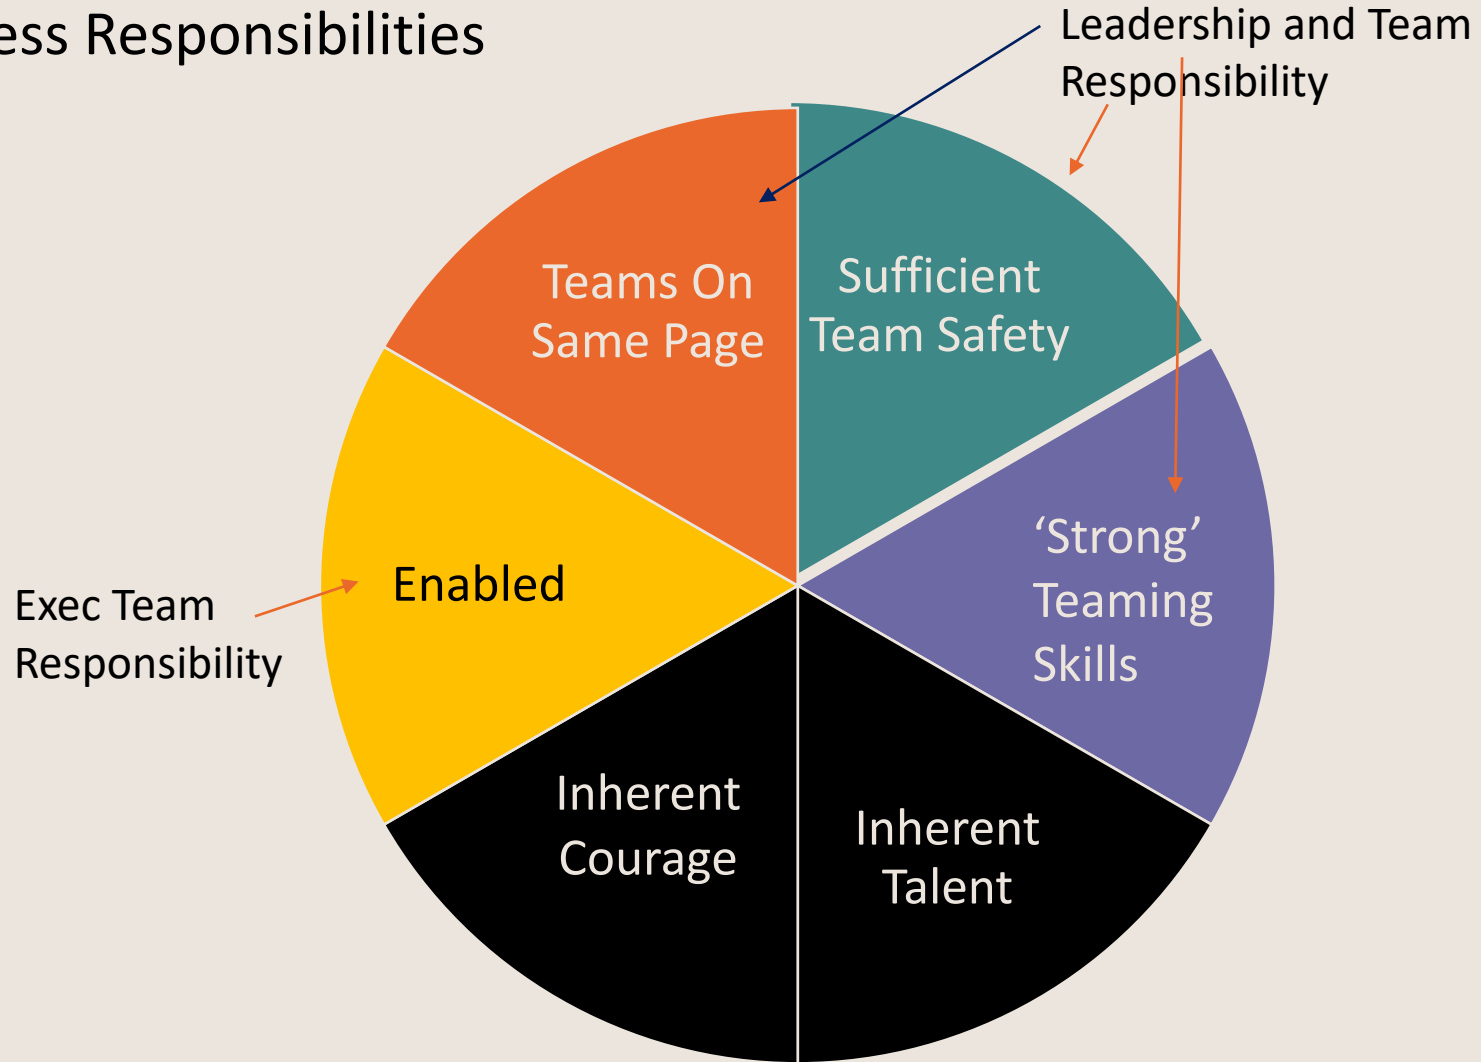 ess Responsibilities
Leadership and Team
Responsibility
Teams On
Same Page
Sufficient
Team Safety
‘Strong’
Teaming
Skills
Enabled
Exec Team
Responsibility
Inherent
Courage
Inherent
Talent